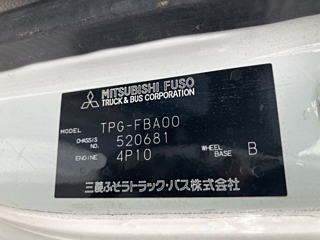 MITSUBISHI FUSO
TRUCK & BUS CORPORATION
MODEL TPG-FBA00
CHASSIS NO. 520681
ENGINE 4P10 WHEEL BASE B
三菱ふそうトラック・バス株式会社